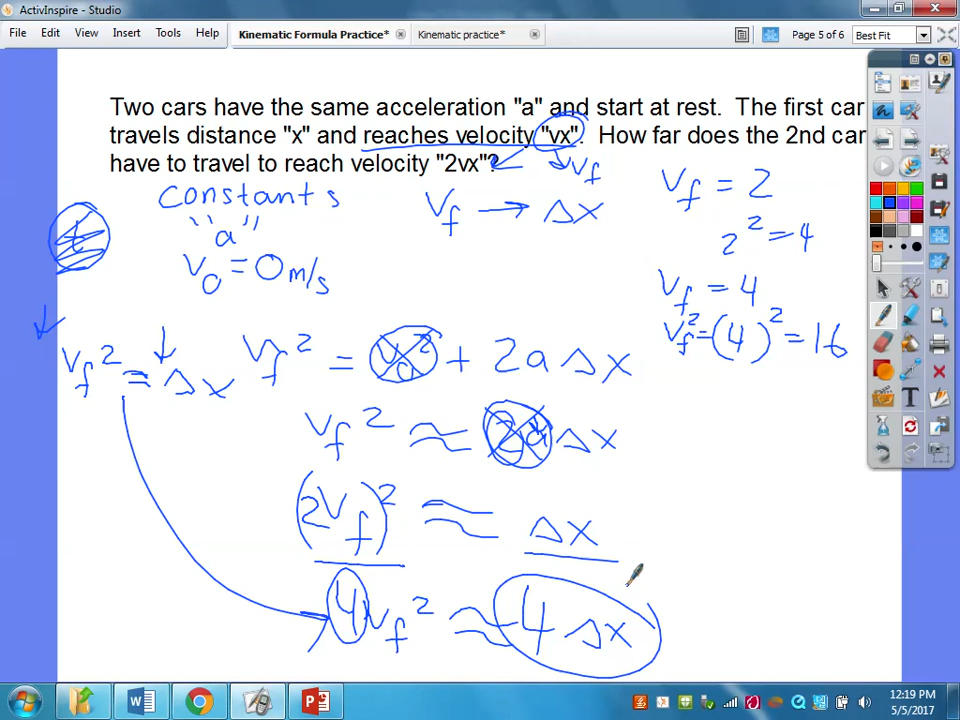 ActivInspire - Studio
File Edit View Insert Tools Help
Kinematic Formula Practice* Kinematic practice*
Page 5 of 6 Best Fit
Two cars have the same acceleration "a" and start at rest. The first car
travels distance "x" and reaches velocity "vx". How far does the 2nd car
have to travel to reach velocity "2vx"?
vf
constants
"a"
t
v₀ = 0 m/s
vf → Δx
vf = 2
2² = 4
vf = 4
vf² = (4)² = 16
vf² = Δx
vf² = v₀² + 2aΔx
vf² ≈ 2aΔx
(2vf)² ≈ Δx
4vf² ≈ 4Δx
12:19 PM
5/5/2017